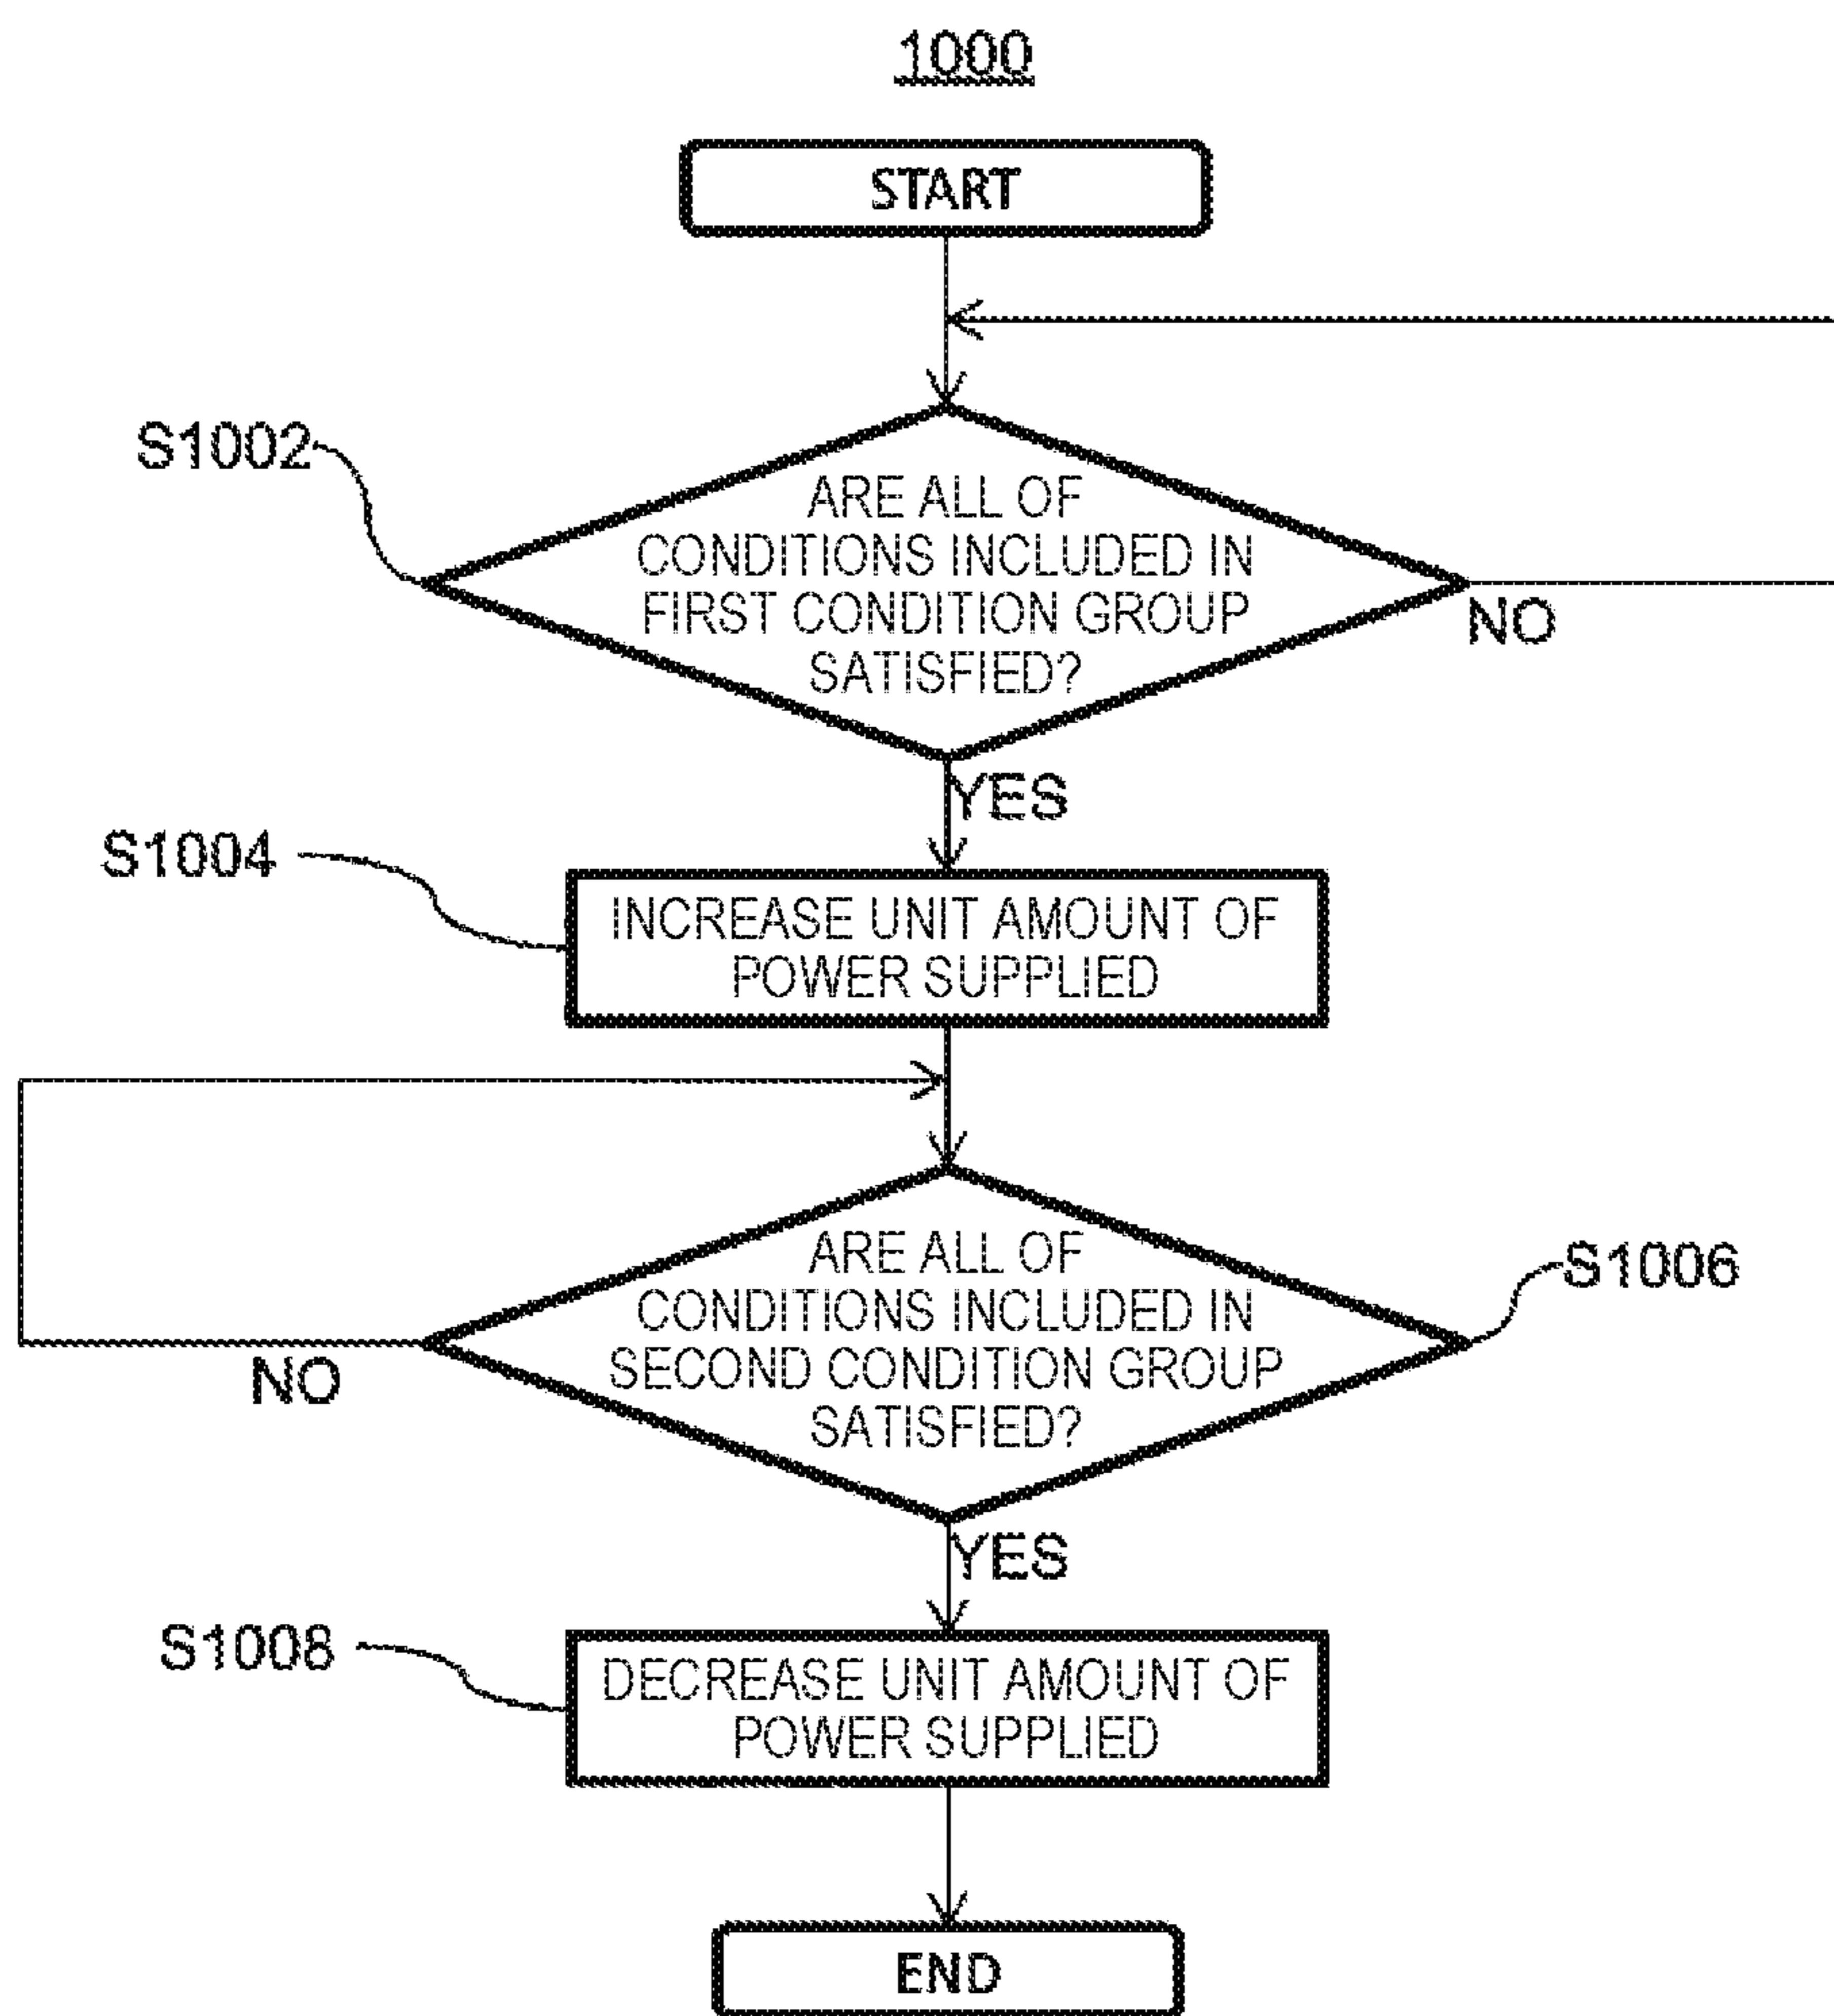 1000
START
S1002
ARE ALL OF
CONDITIONS INCLUDED IN
FIRST CONDITION GROUP
SATISFIED?
NO
YES
S1004
INCREASE UNIT AMOUNT OF
POWER SUPPLIED
ARE ALL OF
CONDITIONS INCLUDED IN
SECOND CONDITION GROUP
SATISFIED?
S1006
NO
YES
S1008
DECREASE UNIT AMOUNT OF
POWER SUPPLIED
END